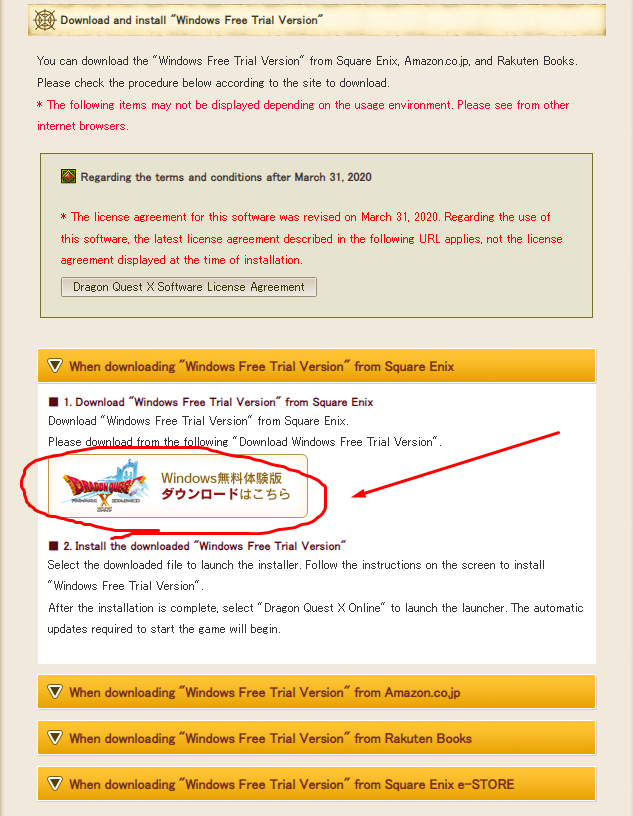 Download and install "Windows Free Trial Version"
You can download the "Windows Free Trial Version" from Square Enix, Amazon.co.jp, and Rakuten Books.
Please check the procedure below according to the site to download.
* The following items may not be displayed depending on the usage environment. Please see from other
internet browsers.
Regarding the terms and conditions after March 31, 2020
* The license agreement for this software was revised on March 31, 2020. Regarding the use of
this software, the latest license agreement described in the following URL applies, not the license
agreement displayed at the time of installation.
Dragon Quest X Software License Agreement
When downloading "Windows Free Trial Version" from Square Enix
■ 1. Download "Windows Free Trial Version" from Square Enix
Download "Windows Free Trial Version" from Square Enix.
Please download from the following "Download Windows Free Trial Version".
DRAGON QUEST X
Windows無料体験版
ダウンロードはこちら
■ 2. Install the downloaded "Windows Free Trial Version"
Select the downloaded file to launch the installer. Follow the instructions on the screen to install
"Windows Free Trial Version".
After the installation is complete, select "Dragon Quest X Online" to launch the launcher. The automatic
updates required to start the game will begin.
When downloading "Windows Free Trial Version" from Amazon.co.jp
When downloading "Windows Free Trial Version" from Rakuten Books
When downloading "Windows Free Trial Version" from Square Enix e-STORE